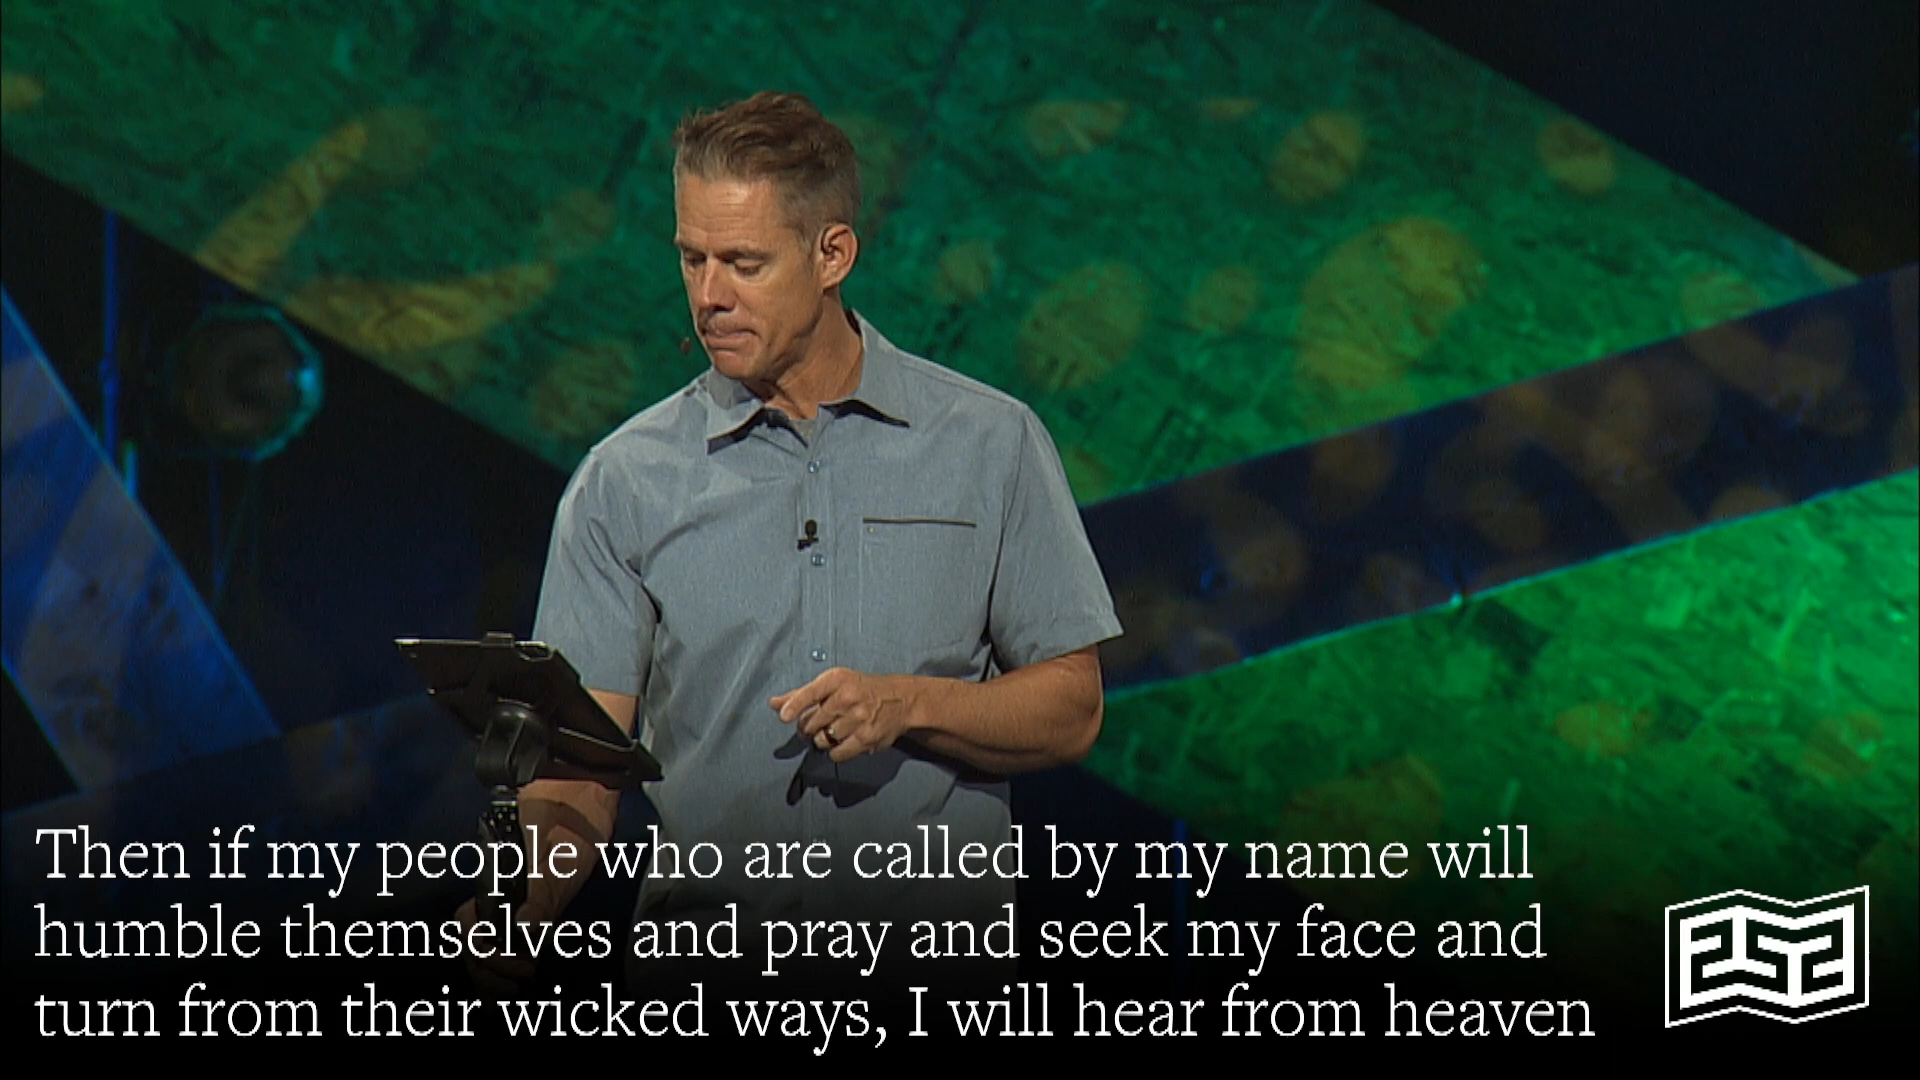 Then if my people who are called by my name will
humble themselves and pray and seek my face and
turn from their wicked ways, I will hear from heaven